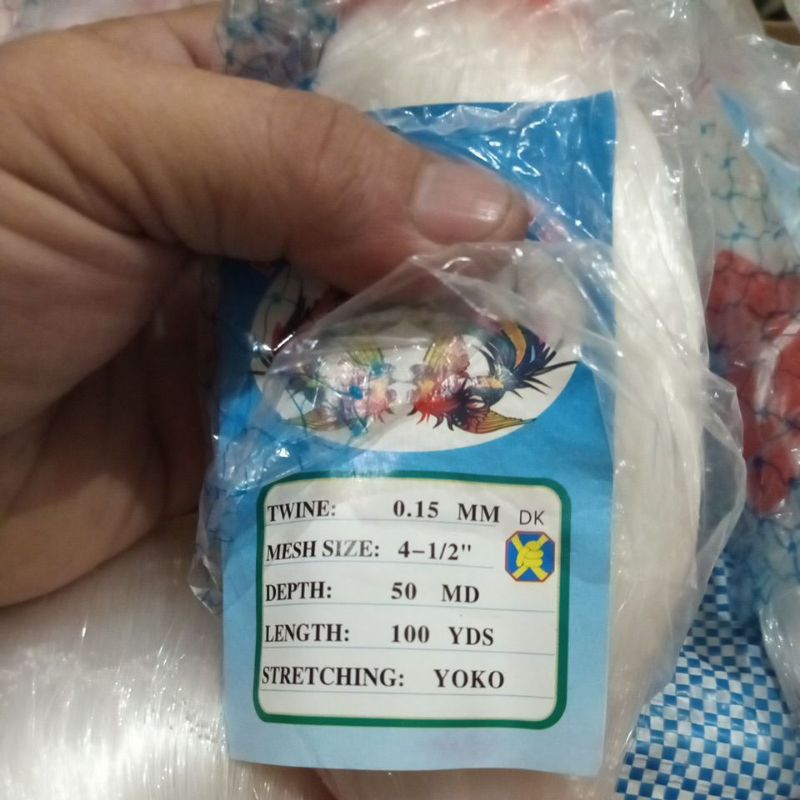 TWINE: 0.15 MM DK
MESH SIZE: 4-1/2"
DEPTH: 50 MD
LENGTH: 100 YDS
STRETCHING: YOKO